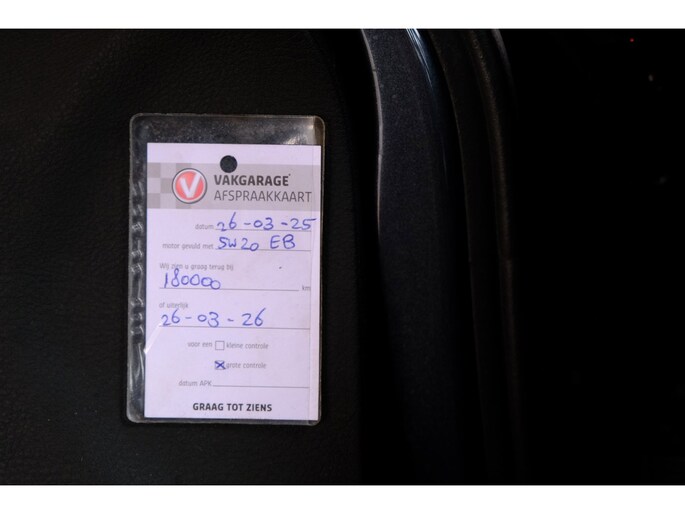 V VAKGARAGE
AFSPRAAKKAART
datum 26-03-25
motor gevuld met 5W20 EB
Wij zien u graag terug bij
180000 km
of uiterlijk
26-03-26
voor een kleine controle
grote controle
datum APK
GRAAG TOT ZIENS